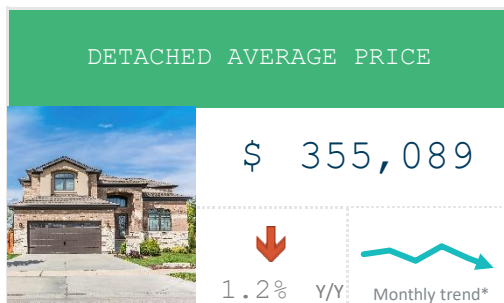 DETACHED AVERAGE PRICE
$ 355,089
1.2% Y/Y
Monthly trend*